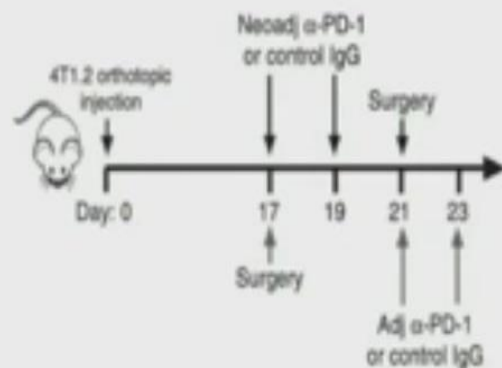 Neoadj α-PD-1
or control IgG
4T1.2 orthotopic
injection
Surgery
Day: 0
17
19
21
23
Surgery
Adj α-PD-1
or control IgG